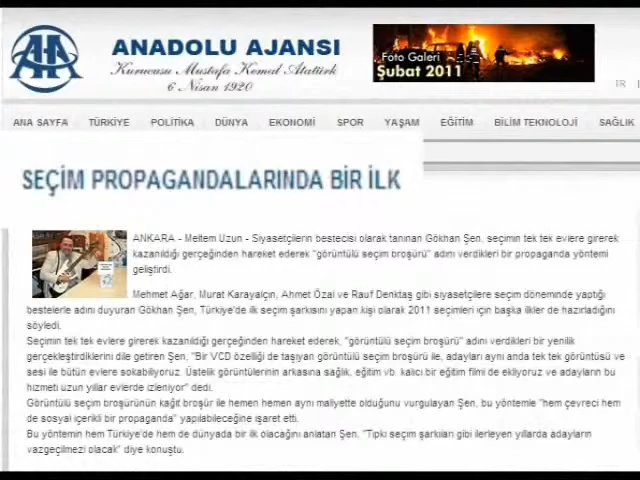 AA
ANADOLU AJANSI
Kurucusu Mustafa Kemal Atatürk
6 Nisan 1920
Foto Galeri
Şubat 2011
IR
ANA SAYFA TÜRKİYE POLİTİKA DÜNYA EKONOMİ SPOR YAŞAM EĞİTİM BİLİM TEKNOLOJİ SAĞLIK
SEÇİM PROPAGANDALARINDA BİR İLK
ANKARA - Meltem Uzun - Siyasetçilerin bestecisi olarak tanınan Gökhan Şen, seçimin tek tek evlere girerek
kazanıldığı gerçeğinden hareket ederek "görüntülü seçim broşürü" adını verdikleri bir propaganda yöntemi
geliştirdi.
Mehmet Ağar, Murat Karayalçın, Ahmet Özal ve Rauf Denktaş gibi siyasetçilere seçim döneminde yaptığı
bestelerle adını duyuran Gökhan Şen, Türkiye'de ilk seçim şarkısını yapan kişi olarak 2011 seçimleri için başka ilkler de hazırladığını
söyledi.
Seçimin tek tek evlere girerek kazanıldığı gerçeğinden hareket ederek, "görüntülü seçim broşürü" adını verdikleri bir yenilik
gerçekleştirdiklerini dile getiren Şen, "Bir VCD özelliği de taşıyan görüntülü seçim broşürü ile, adayları aynı anda tek tek görüntüsü ve
sesi ile bütün evlere sokabiliyoruz. Üstelik görüntülerinin arkasına sağlık, eğitim vb. kalıcı bir eğitim filmi de ekliyoruz ve adayların bu
hizmeti uzun yıllar evlerde izleniyor" dedi.
Görüntülü seçim broşürünün kağıt broşür ile hemen hemen aynı maliyette olduğunu vurgulayan Şen, bu yöntemle "hem çevreci hem
de sosyal içerikli bir propaganda" yapılabileceğine işaret etti.
Bu yöntemin hem Türkiye'de hem de dünyada bir ilk olacağını anlatan Şen, "Tıpkı seçim şarkıları gibi ilerleyen yıllarda adayların
vazgeçilmezi olacak" diye konuştu.